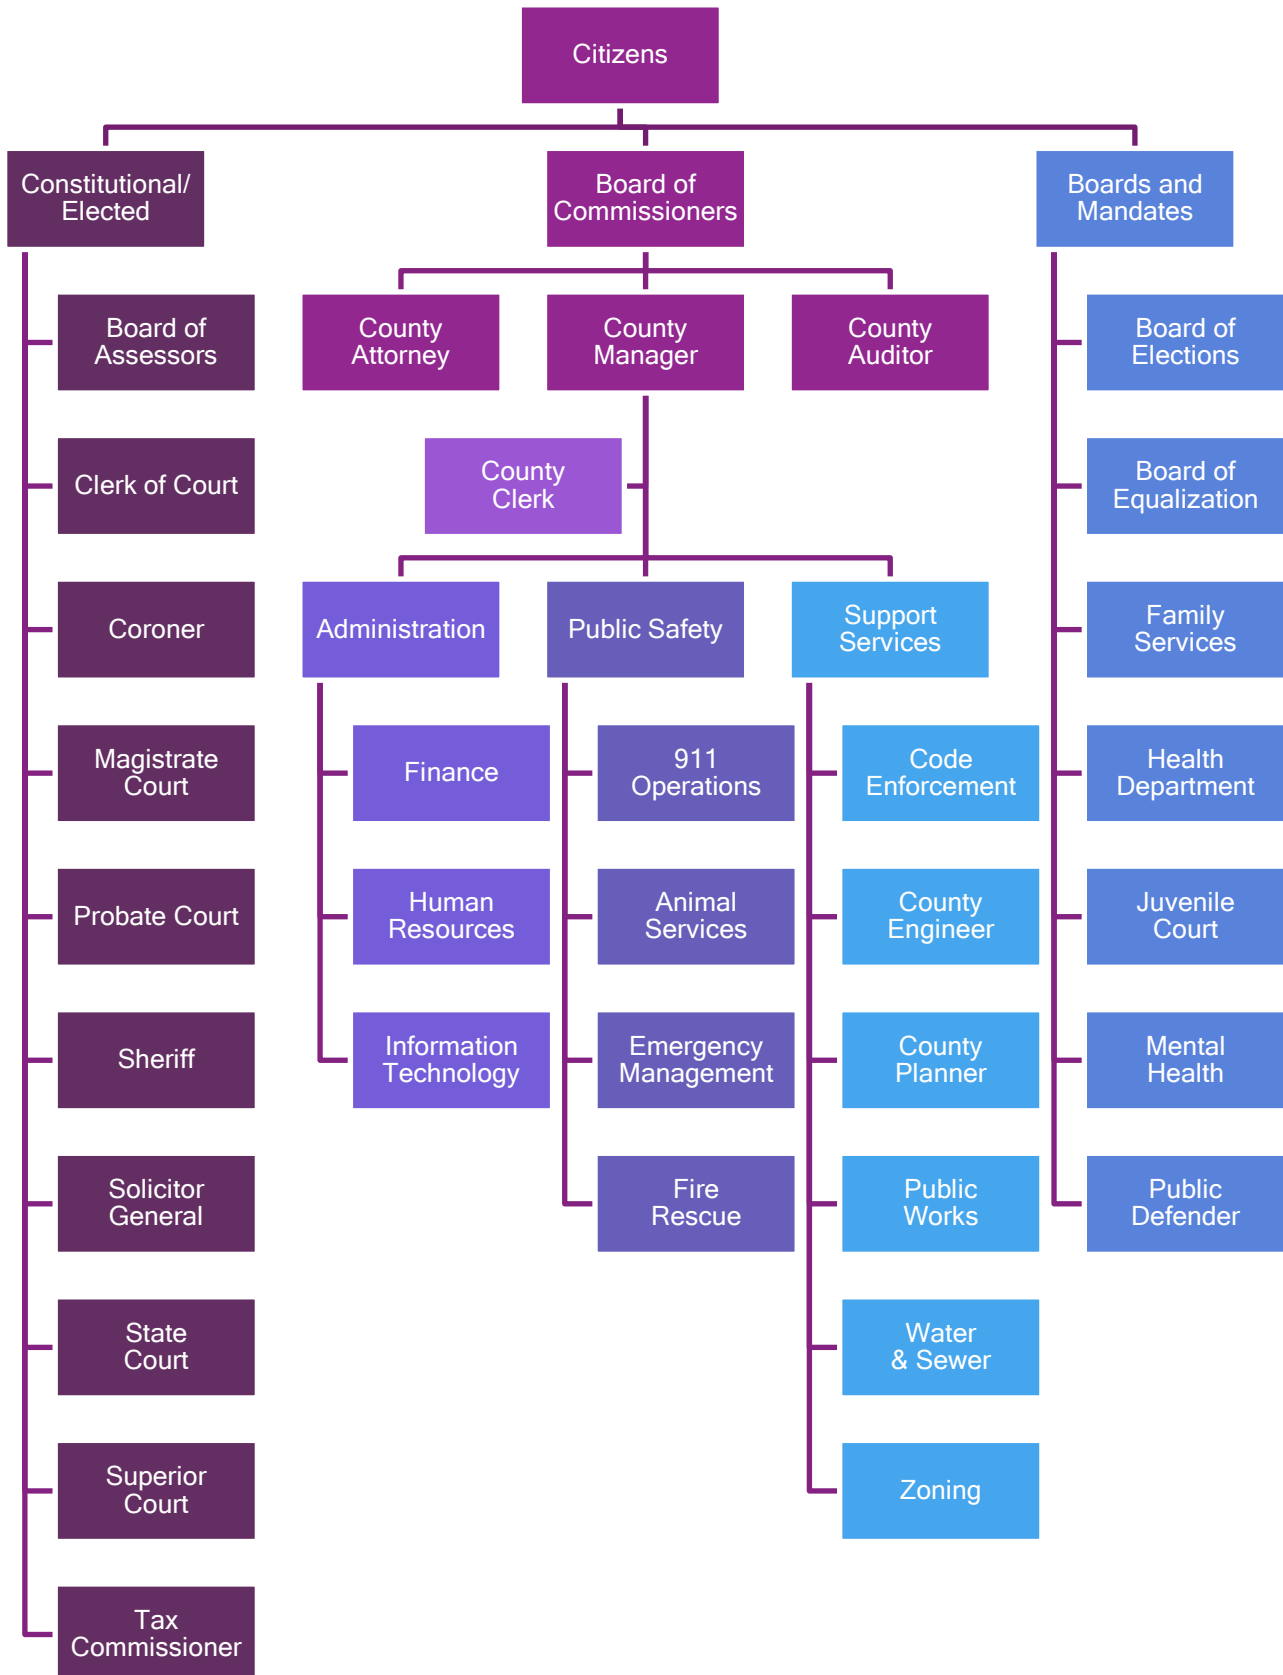 Citizens
Constitutional/
Elected
Board of
Commissioners
Boards and
Mandates
Board of
Assessors
County
Attorney
County
Manager
County
Auditor
Board of
Elections
Clerk of Court
County
Clerk
Board of
Equalization
Coroner
Administration
Public Safety
Support
Services
Family
Services
Magistrate
Court
Finance
911
Operations
Code
Enforcement
Health
Department
Probate Court
Human
Resources
Animal
Services
County
Engineer
Juvenile
Court
Sheriff
Information
Technology
Emergency
Management
County
Planner
Mental
Health
Solicitor
General
Fire
Rescue
Public
Works
Public
Defender
State
Court
Water
& Sewer
Superior
Court
Zoning
Tax
Commissioner